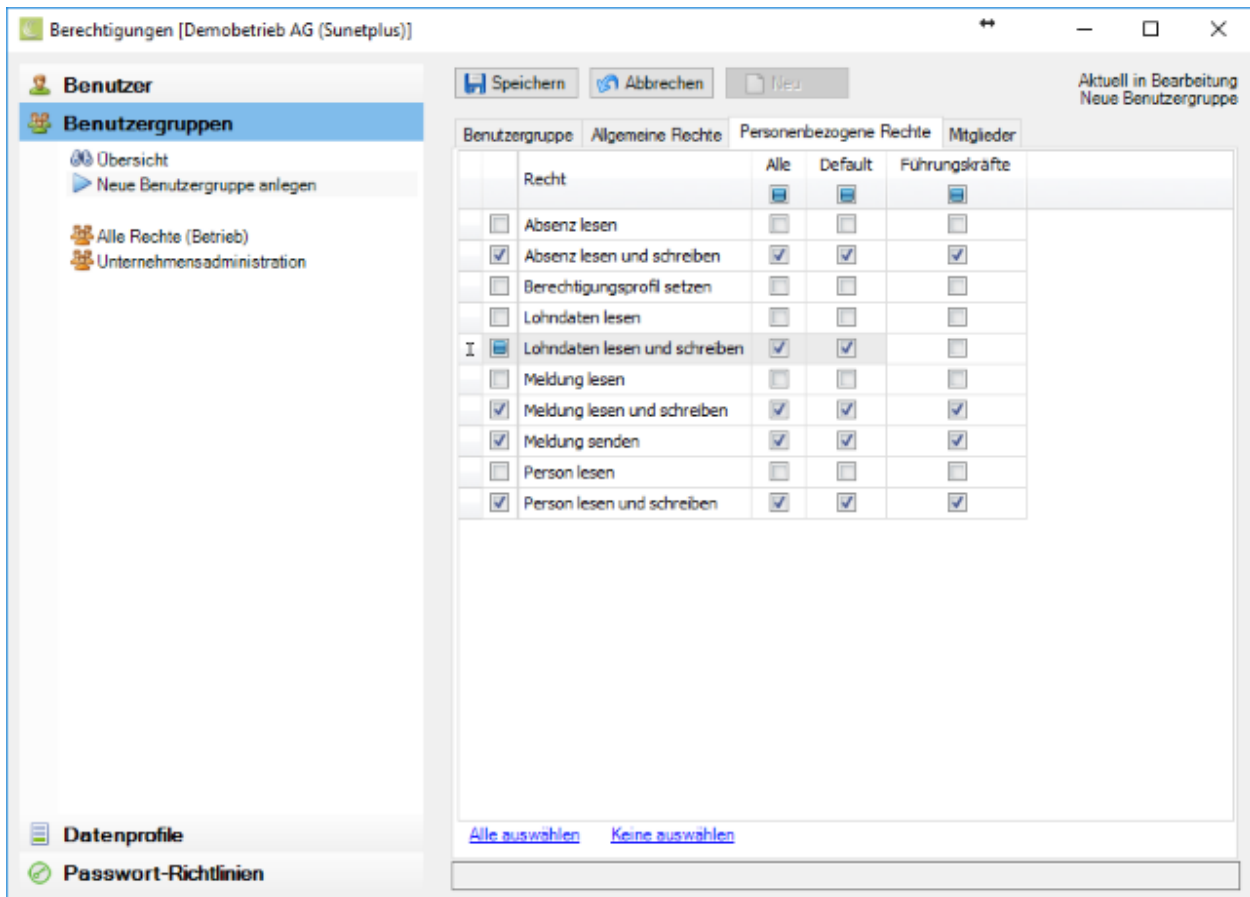 Berechtigungen [Demobetrieb AG (Sunetplus)]
Benutzer
Benutzergruppen
Übersicht
Neue Benutzergruppe anlegen
Alle Rechte (Betrieb)
Unternehmensadministration
Datenprofile
Passwort-Richtlinien
Speichern Abbrechen Neu
Aktuell in Bearbeitung
Neue Benutzergruppe
Benutzergruppe Allgemeine Rechte Personenbezogene Rechte Mitglieder
Recht Alle Default Führungskräfte
Absenz lesen
Absenz lesen und schreiben
Berechtigungsprofil setzen
Lohndaten lesen
Lohndaten lesen und schreiben
Meldung lesen
Meldung lesen und schreiben
Meldung senden
Person lesen
Person lesen und schreiben
Alle auswählen Keine auswählen